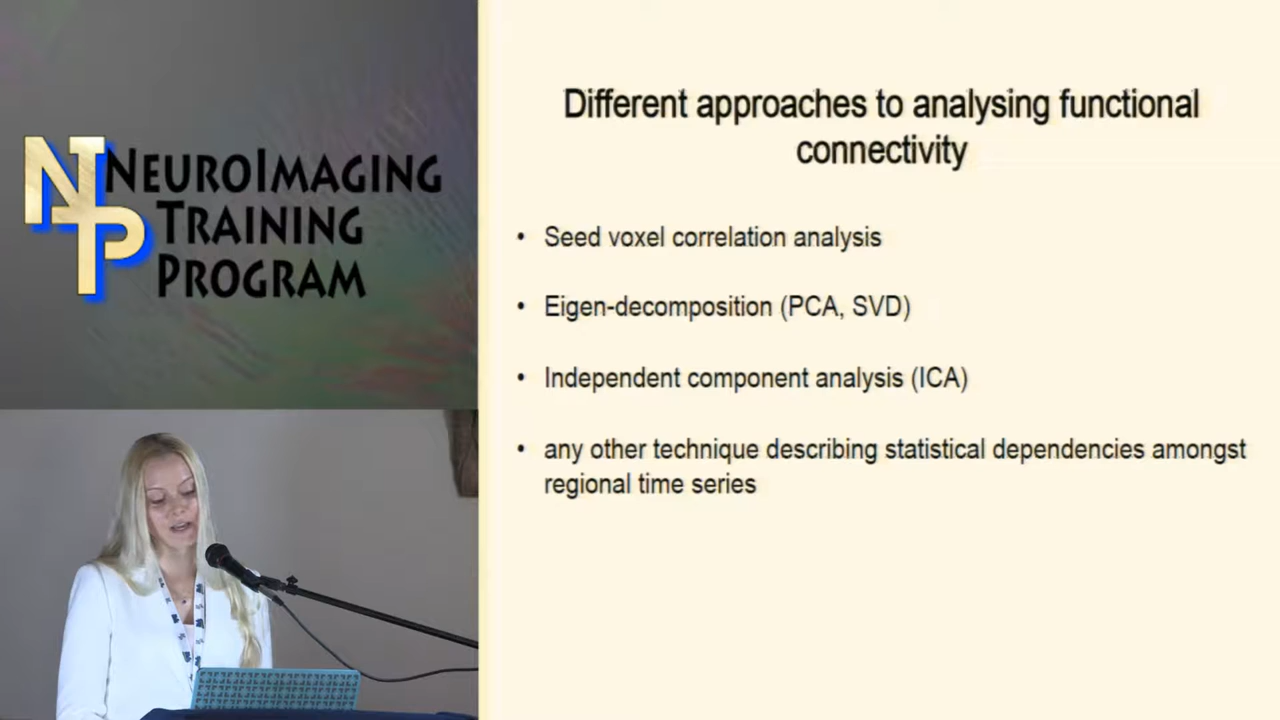 NEUROIMAGING
TRAINING
PROGRAM
NTP
Different approaches to analysing functional
connectivity
• Seed voxel correlation analysis
• Eigen-decomposition (PCA, SVD)
• Independent component analysis (ICA)
• any other technique describing statistical dependencies amongst
regional time series